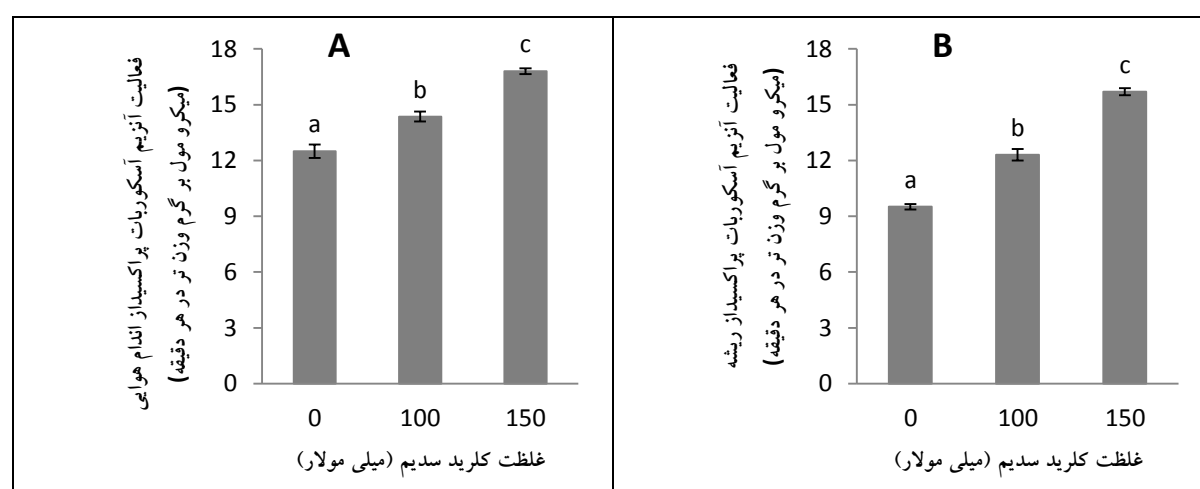 A
فعالیت آنزیم آسکوربات پراکسیداز اندام هوایی
(میکرو مول بر گرم وزن تر در هر دقیقه)
18
15
12
9
6
3
0
a
b
c
0 100 150
غلظت کلرید سدیم (میلی مولار)
B
فعالیت آنزیم آسکوربات پراکسیداز ریشه
(میکرو مول بر گرم وزن تر در هر دقیقه)
18
15
12
9
6
3
0
a
b
c
0 100 150
غلظت کلرید سدیم (میلی مولار)